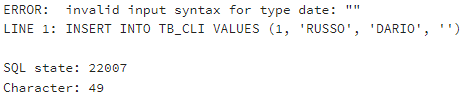 ERROR:  invalid input syntax for type date: ""
LINE 1: INSERT INTO TB_CLI VALUES (1, 'RUSSO', 'DARIO', '')
SQL state: 22007
Character: 49